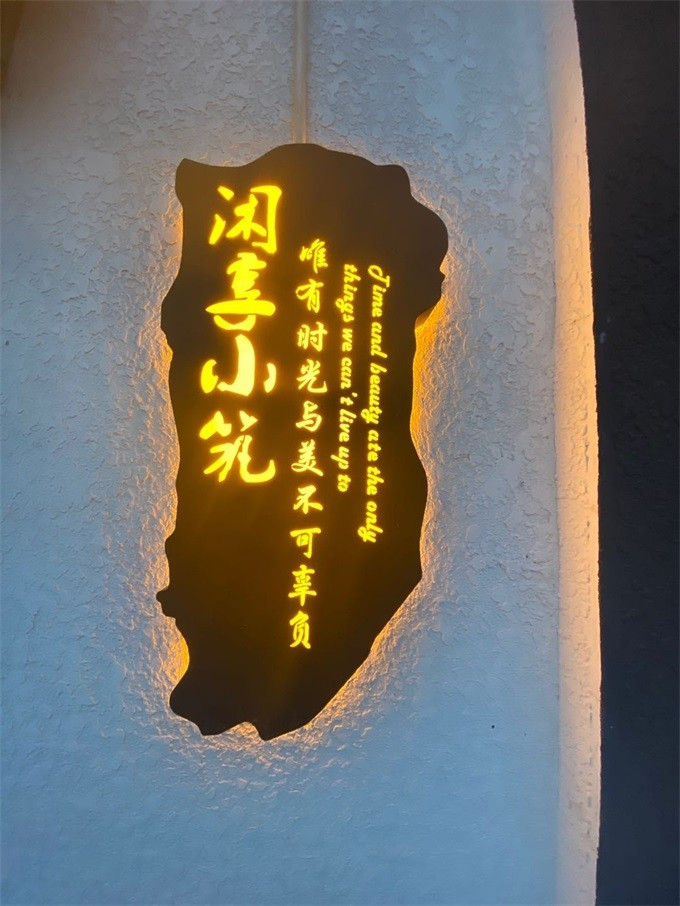 闲喜小筑
唯有时光与美不可辜负
Time and beauty are the only
things we can't live up to